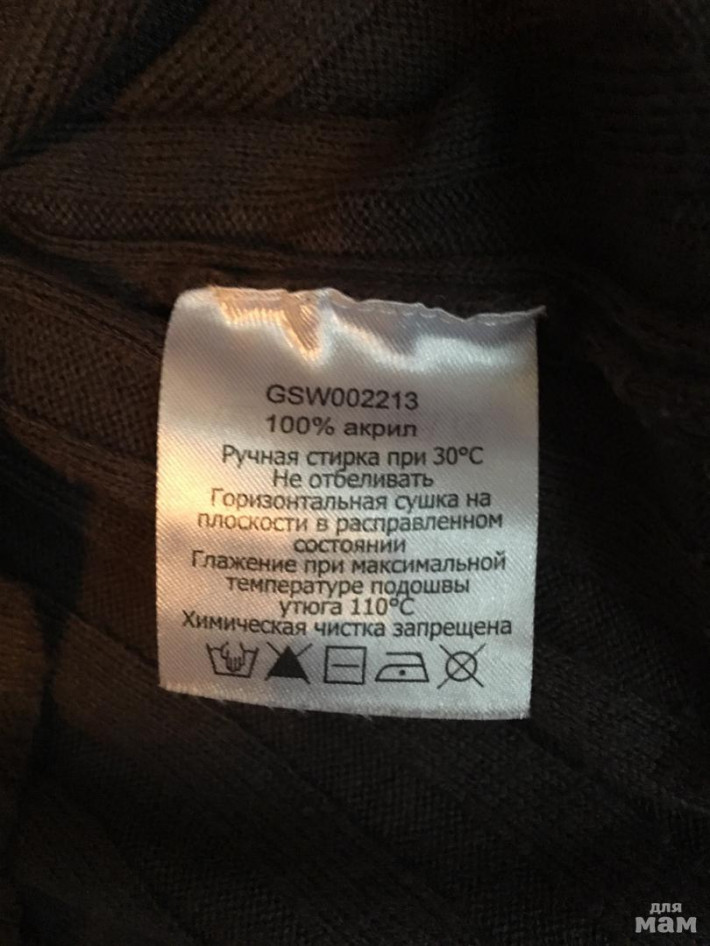 GSW002213
100% акрил
Ручная стирка при 30°С
Не отбеливать
Горизонтальная сушка на
плоскости в расправленном
состоянии
Глажение при максимальной
температуре подошвы
утюга 110°С
Химическая чистка запрещена
для
мам